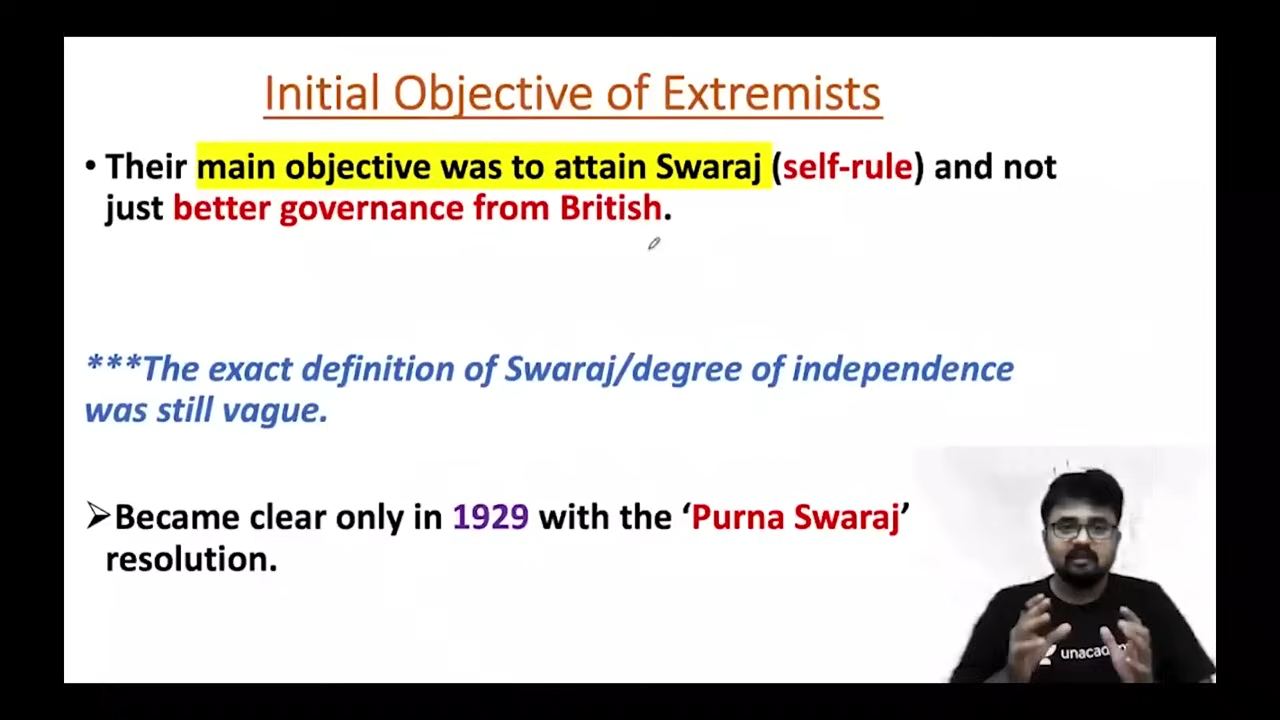 Initial Objective of Extremists
• Their main objective was to attain Swaraj (self-rule) and not
just better governance from British.
***The exact definition of Swaraj/degree of independence
was still vague.
➢Became clear only in 1929 with the ‘Purna Swaraj’
resolution.